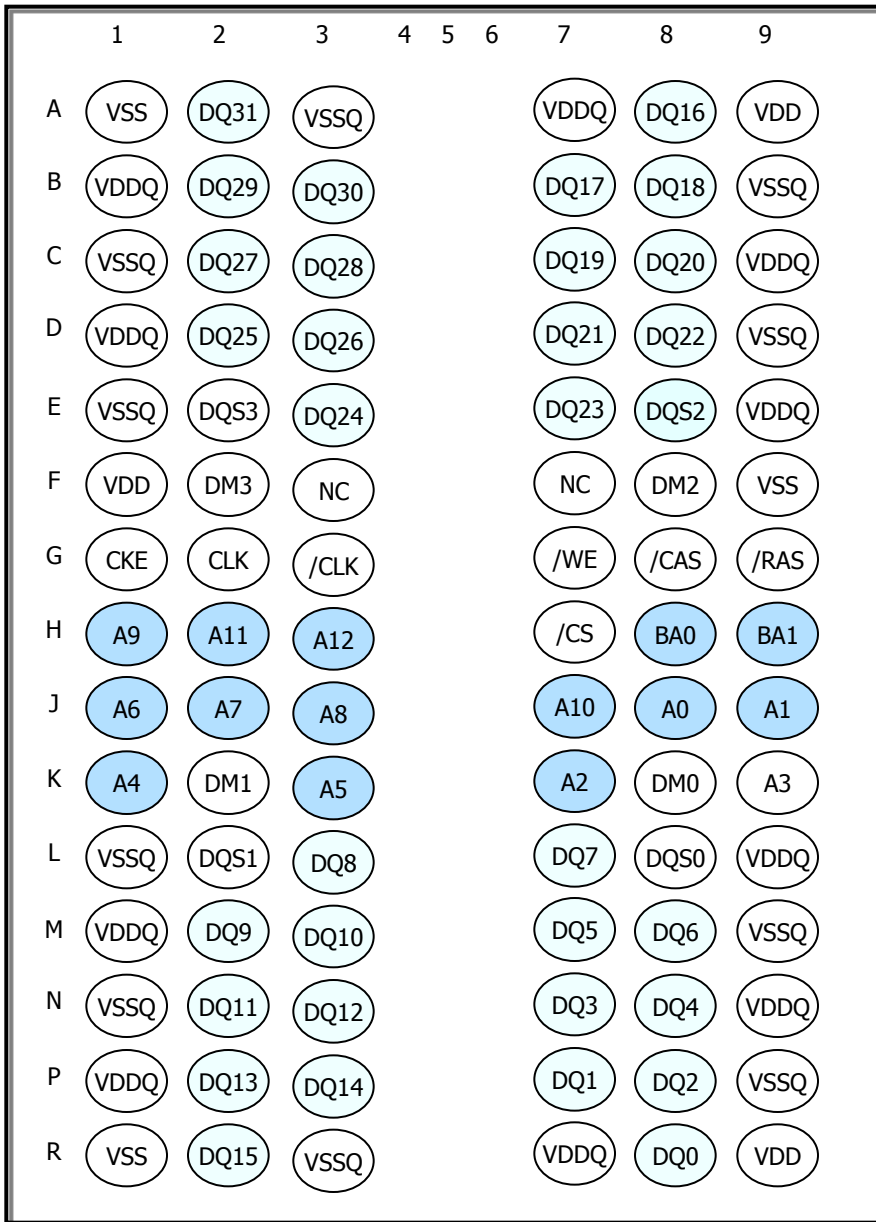 1 2 3 4 5 6 7 8 9
A VSS DQ31 VSSQ VDDQ DQ16 VDD
B VDDQ DQ29 DQ30 DQ17 DQ18 VSSQ
C VSSQ DQ27 DQ28 DQ19 DQ20 VDDQ
D VDDQ DQ25 DQ26 DQ21 DQ22 VSSQ
E VSSQ DQS3 DQ24 DQ23 DQS2 VDDQ
F VDD DM3 NC NC DM2 VSS
G CKE CLK /CLK /WE /CAS /RAS
H A9 A11 A12 /CS BA0 BA1
J A6 A7 A8 A10 A0 A1
K A4 DM1 A5 A2 DM0 A3
L VSSQ DQS1 DQ8 DQ7 DQS0 VDDQ
M VDDQ DQ9 DQ10 DQ5 DQ6 VSSQ
N VSSQ DQ11 DQ12 DQ3 DQ4 VDDQ
P VDDQ DQ13 DQ14 DQ1 DQ2 VSSQ
R VSS DQ15 VSSQ VDDQ DQ0 VDD